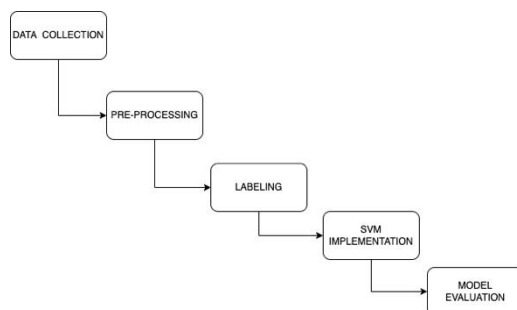 DATA COLLECTION
PRE-PROCESSING
LABELING
SVM
IMPLEMENTATION
MODEL
EVALUATION